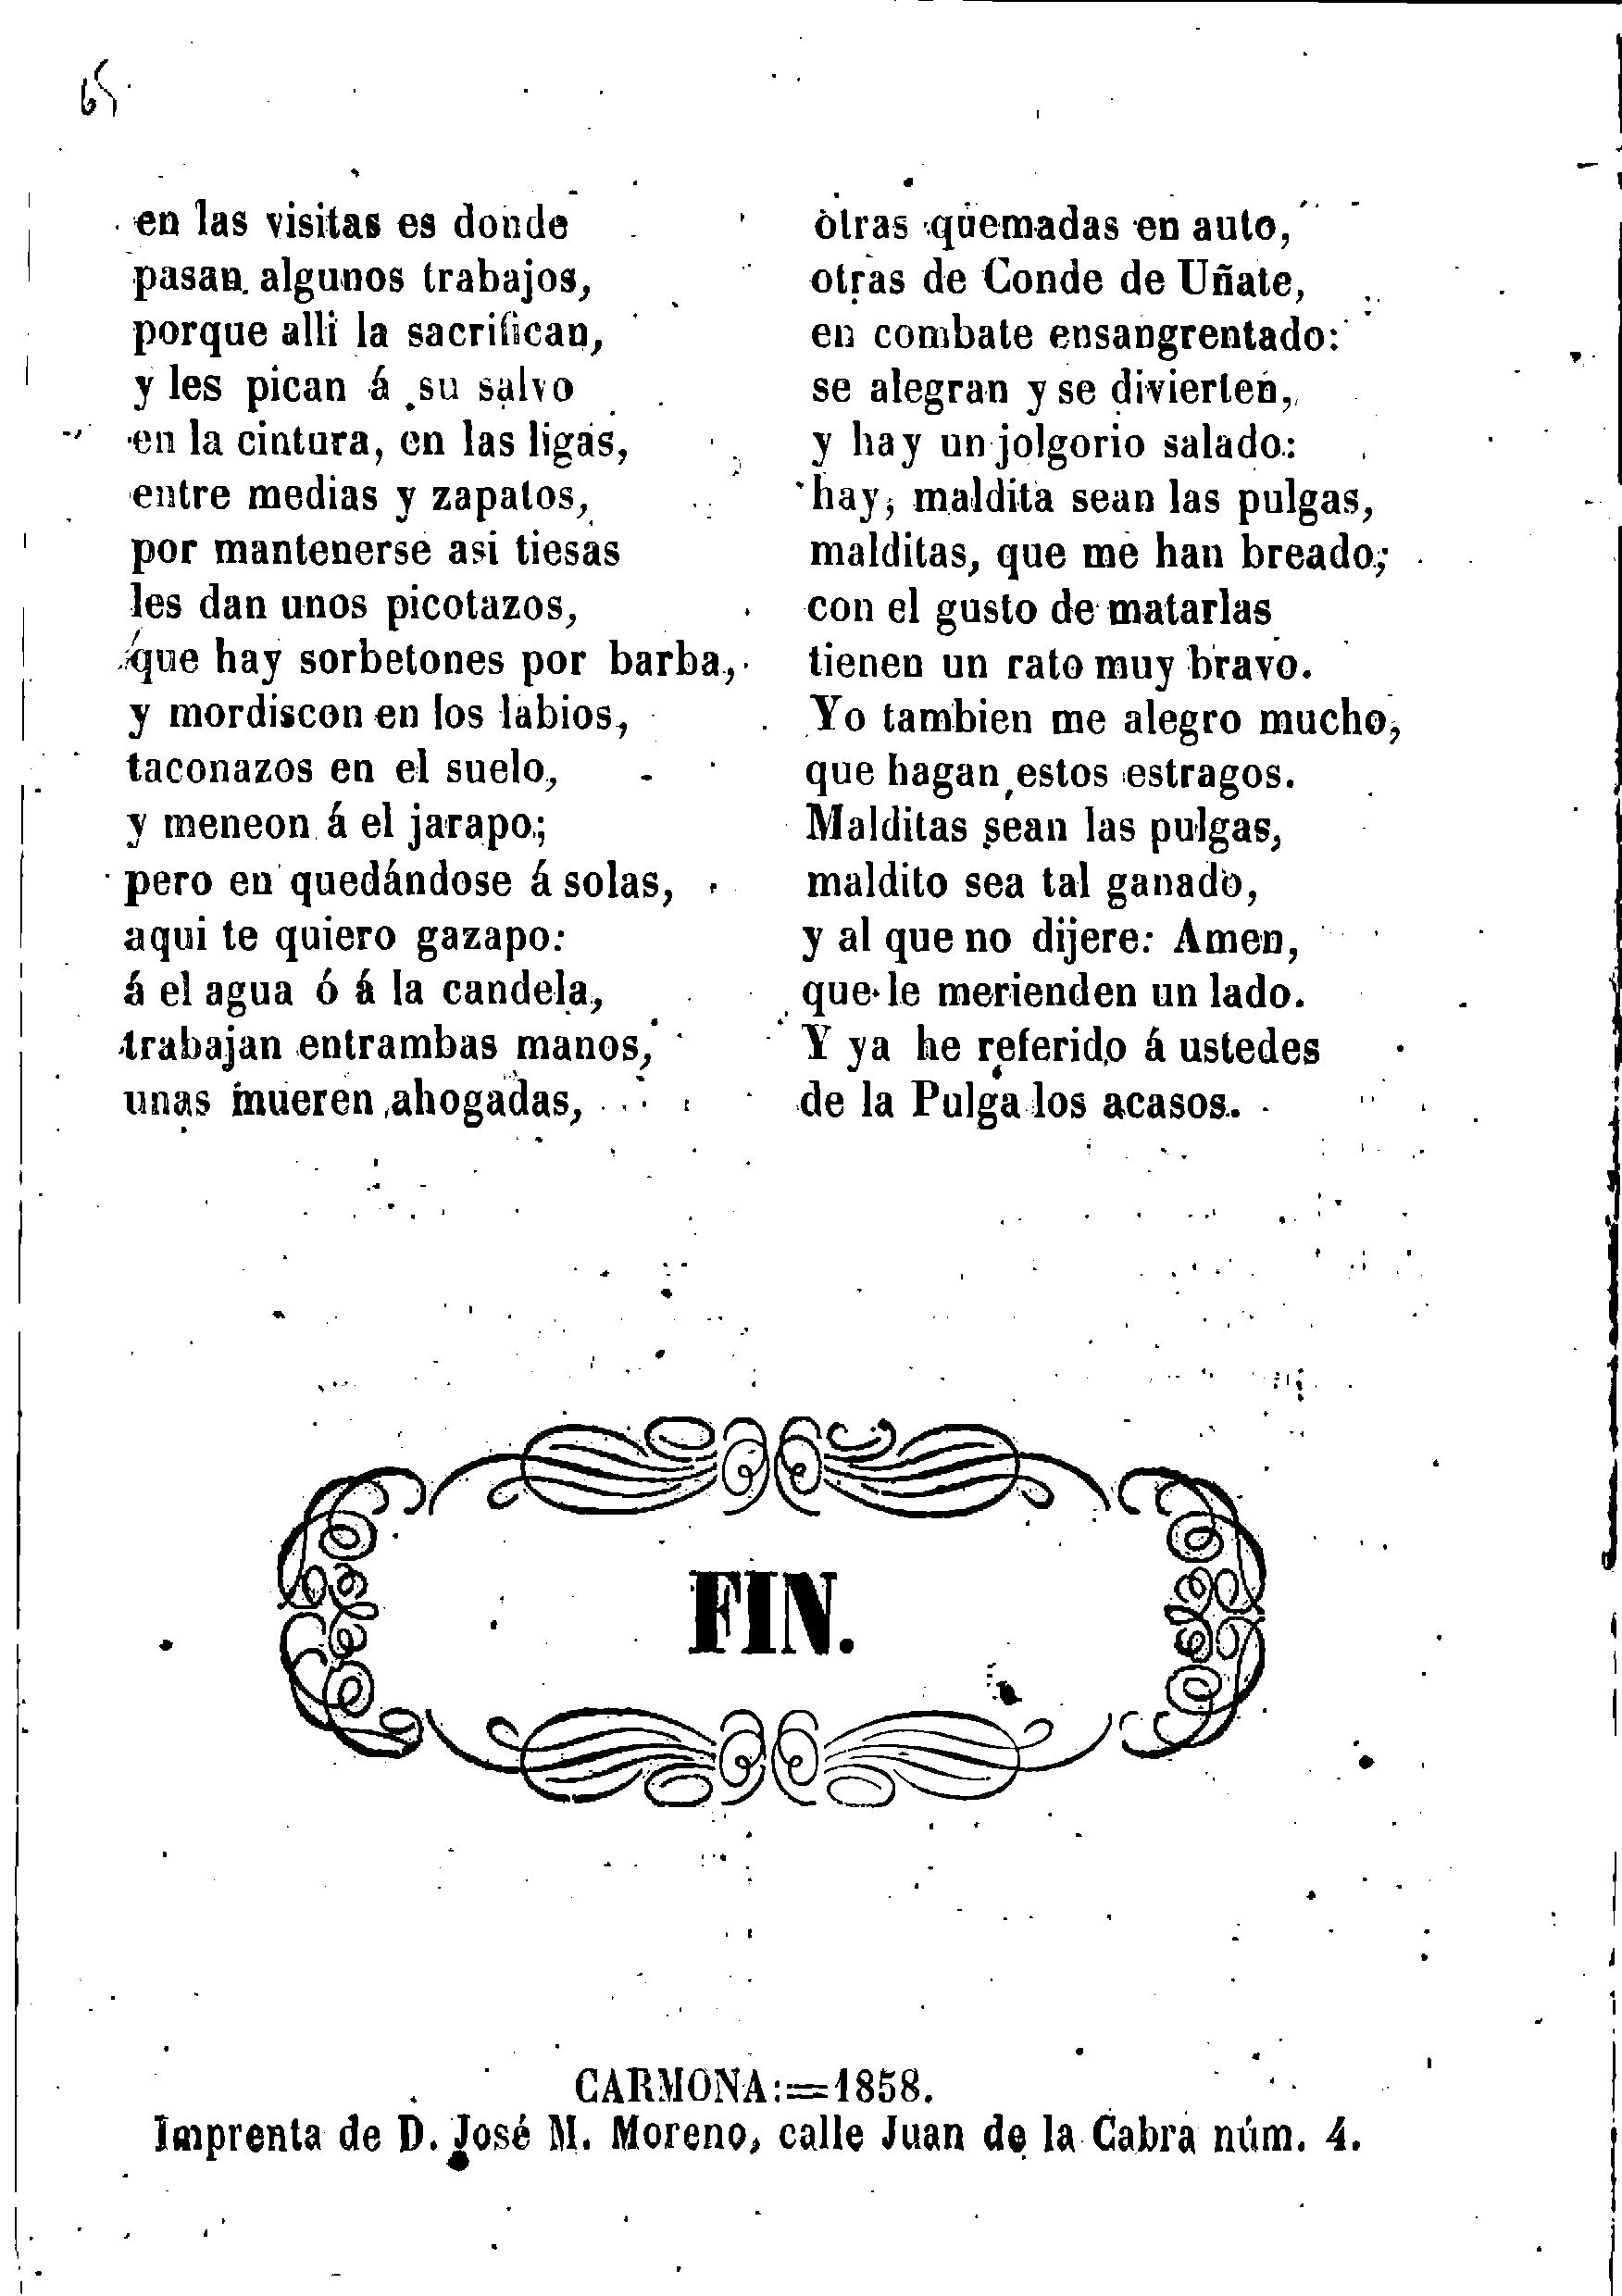 65
en las visitas es donde
pasan algunos trabajos,
porque alli la sacrifican,
y les pican á su salvo
en la cintura, en las ligas,
entre medias y zapatos,
por mantenerse asi tiesas
les dan unos picotazos,
que hay sorbetones por barba,
y mordiscon en los labios,
taconazos en el suelo,
y meneon á el jarapo;
pero en quedándose á solas,
aqui te quiero gazapo:
á el agua ó á la candela,
trabajan entrambas manos,
unas mueren ahogadas,
otras quemadas en auto,
otras de Conde de Uñate,
en combate ensangrentado:
se alegran y se divierten,
y hay un jolgorio salado:
hay, maldita sean las pulgas,
malditas, que me han breado;
con el gusto de matarlas
tienen un rato muy bravo.
Yo tambien me alegro mucho,
que hagan estos estragos.
Malditas sean las pulgas,
maldito sea tal ganado,
y al que no dijere: Amen,
que le merienden un lado.
Y ya he referido á ustedes
de la Pulga los acasos.
FIN.
CARMONA:=1858.
Imprenta de D. José M. Moreno, calle Juan de la Cabra núm. 4.